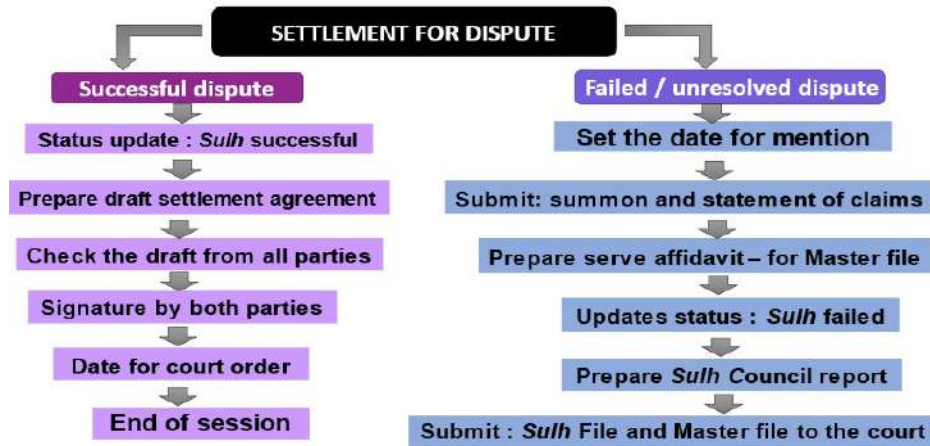 SETTLEMENT FOR DISPUTE
Successful dispute
Status update : Sulh successful
Prepare draft settlement agreement
Check the draft from all parties
Signature by both parties
Date for court order
End of session
Failed / unresolved dispute
Set the date for mention
Submit: summon and statement of claims
Prepare serve affidavit – for Master file
Updates status : Sulh failed
Prepare Sulh Council report
Submit : Sulh File and Master file to the court